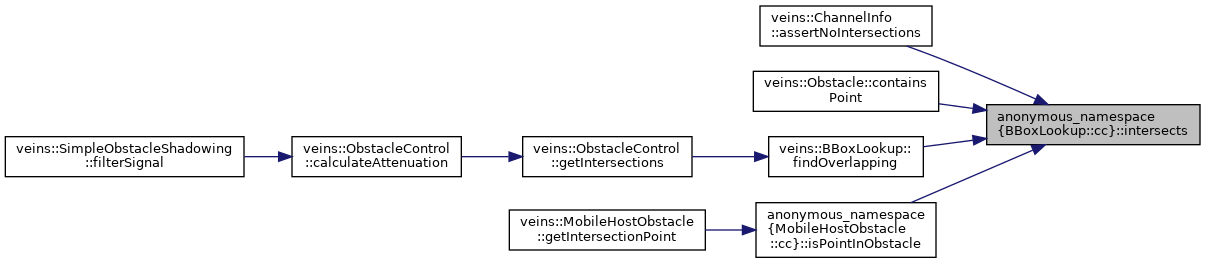 veins::ChannelInfo
::assertNoIntersections
veins::Obstacle::contains
Point
anonymous_namespace
{BBoxLookup::cc}::intersects
veins::SimpleObstacleShadowing
::filterSignal
veins::ObstacleControl
::calculateAttenuation
veins::ObstacleControl
::getIntersections
veins::BBoxLookup::
findOverlapping
veins::MobileHostObstacle
::getIntersectionPoint
anonymous_namespace
{MobileHostObstacle
::cc}::isPointInObstacle